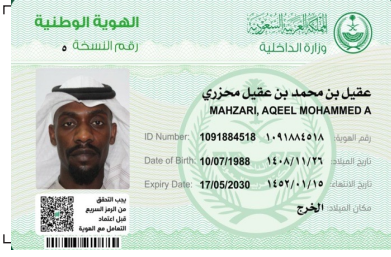 الهوية الوطنية
رقم النسخة ٥
المملكة العربية السعودية
وزارة الداخلية
عقيل بن محمد بن عقيل محزري
MAHZARI, AQEEL MOHAMMED A
ID Number: 1091884518 ١٠٩١٨٨٤٥١٨ رقم الهوية:
Date of Birth: 10/07/1988 ١٤٠٨/١١/٢٦ تاريخ الميلاد:
Expiry Date: 17/05/2030 ١٤٥٢/٠١/١٥ تاريخ الانتهاء:
مكان الميلاد: الخرج
يجب التحقق
من الرمز السريع
قبل اعتماد
التعامل مع الهوية